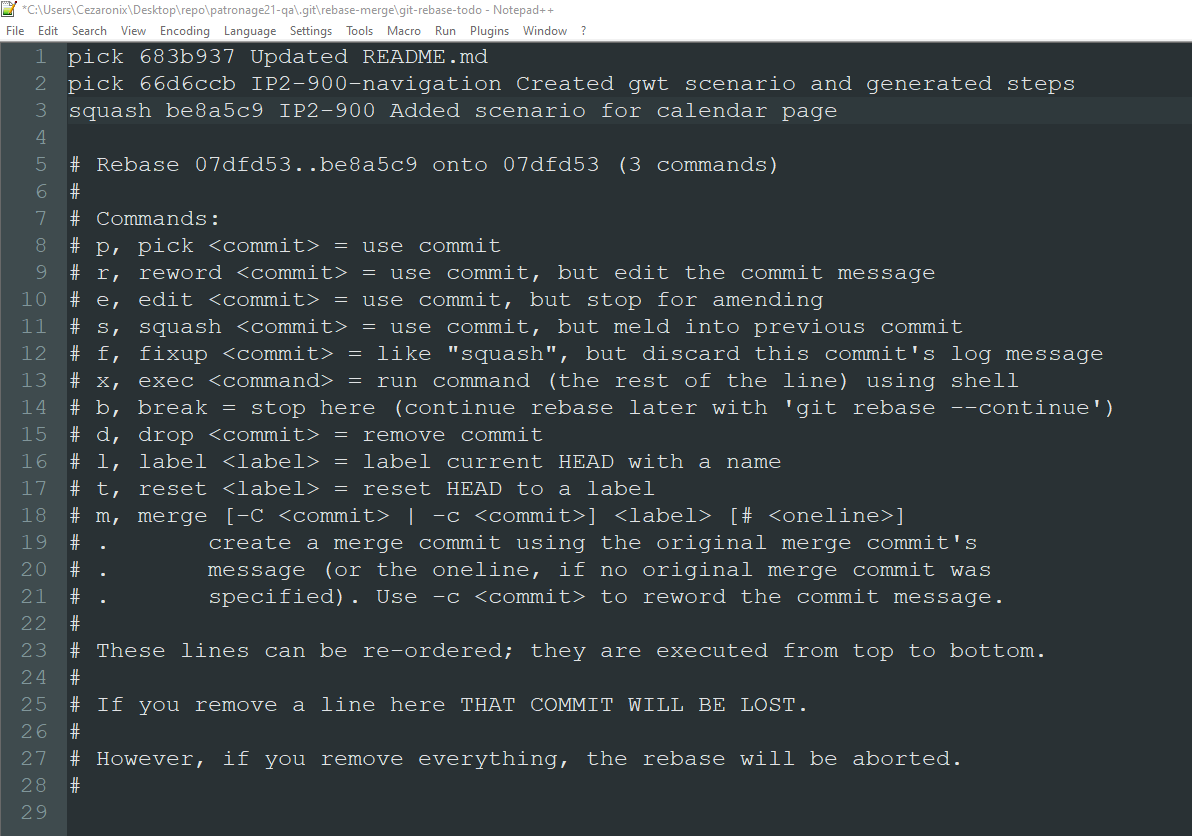 *C:\Users\Cezaronix\Desktop\repo\patronage21-qa\.git\rebase-merge\git-rebase-todo - Notepad++
File Edit Search View Encoding Language Settings Tools Macro Run Plugins Window ?
1 pick 683b937 Updated README.md
2 pick 66d6ccb IP2-900-navigation Created gwt scenario and generated steps
3 squash be8a5c9 IP2-900 Added scenario for calendar page
4
5 # Rebase 07dfd53..be8a5c9 onto 07dfd53 (3 commands)
6 #
7 # Commands:
8 # p, pick <commit> = use commit
9 # r, reword <commit> = use commit, but edit the commit message
10 # e, edit <commit> = use commit, but stop for amending
11 # s, squash <commit> = use commit, but meld into previous commit
12 # f, fixup <commit> = like "squash", but discard this commit's log message
13 # x, exec <command> = run command (the rest of the line) using shell
14 # b, break = stop here (continue rebase later with 'git rebase --continue')
15 # d, drop <commit> = remove commit
16 # l, label <label> = label current HEAD with a name
17 # t, reset <label> = reset HEAD to a label
18 # m, merge [-C <commit> | -c <commit>] <label> [# <oneline>]
19 # .       create a merge commit using the original merge commit's
20 # .       message (or the oneline, if no original merge commit was
21 # .       specified). Use -c <commit> to reword the commit message.
22 #
23 # These lines can be re-ordered; they are executed from top to bottom.
24 #
25 # If you remove a line here THAT COMMIT WILL BE LOST.
26 #
27 # However, if you remove everything, the rebase will be aborted.
28 #
29